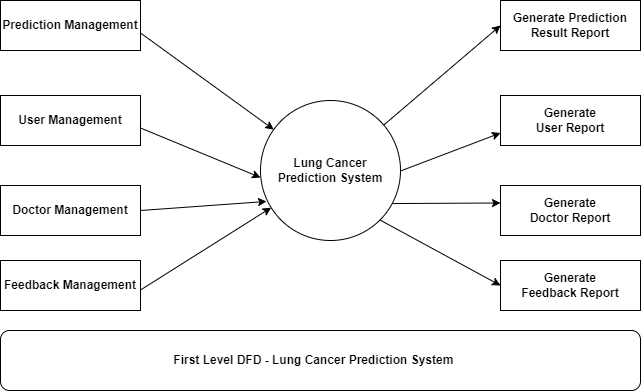 Prediction Management
User Management
Doctor Management
Feedback Management
Lung Cancer
Prediction System
Generate Prediction
Result Report
Generate
User Report
Generate
Doctor Report
Generate
Feedback Report
First Level DFD - Lung Cancer Prediction System